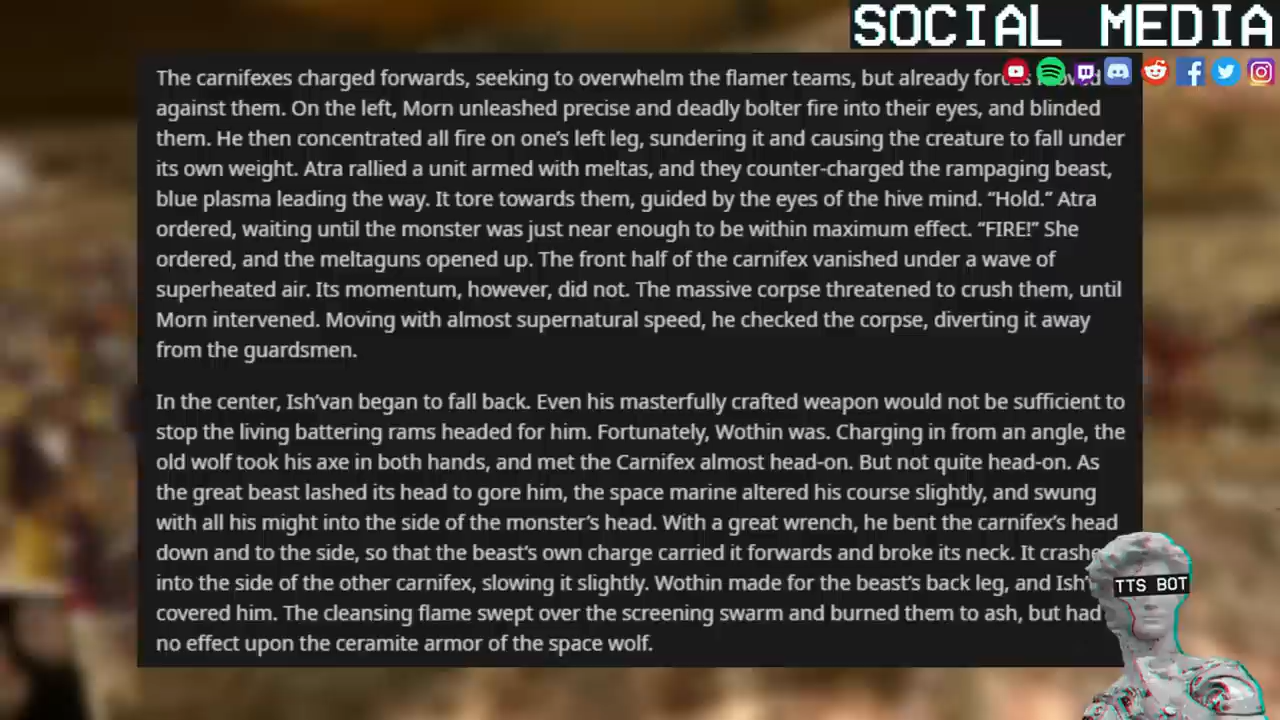 SOCIAL MEDIA
The carnifexes charged forwards, seeking to overwhelm the flamer teams, but already
against them. On the left, Morn unleashed precise and deadly bolter fire into their eyes, and blinded
them. He then concentrated all fire on one’s left leg, sundering it and causing the creature to fall under
its own weight. Atra rallied a unit armed with meltas, and they counter-charged the rampaging beast,
blue plasma leading the way. It tore towards them, guided by the eyes of the hive mind. “Hold.” Atra
ordered, waiting until the monster was just near enough to be within maximum effect. “FIRE!” She
ordered, and the meltaguns opened up. The front half of the carnifex vanished under a wave of
superheated air. Its momentum, however, did not. The massive corpse threatened to crush them, until
Morn intervened. Moving with almost supernatural speed, he checked the corpse, diverting it away
from the guardsmen.
In the center, Ish’van began to fall back. Even his masterfully crafted weapon would not be sufficient to
stop the living battering rams headed for him. Fortunately, Wothin was. Charging in from an angle, the
old wolf took his axe in both hands, and met the Carnifex almost head-on. But not quite head-on. As
the great beast lashed its head to gore him, the space marine altered his course slightly, and swung
with all his might into the side of the monster’s head. With a great wrench, he bent the carnifex’s head
down and to the side, so that the beast’s own charge carried it forwards and broke its neck. It
into the side of the other carnifex, slowing it slightly. Wothin made for the beast’s back leg, and
covered him. The cleansing flame swept over the screening swarm and burned them to ash, but had
no effect upon the ceramite armor of the space wolf.
TTS BOT